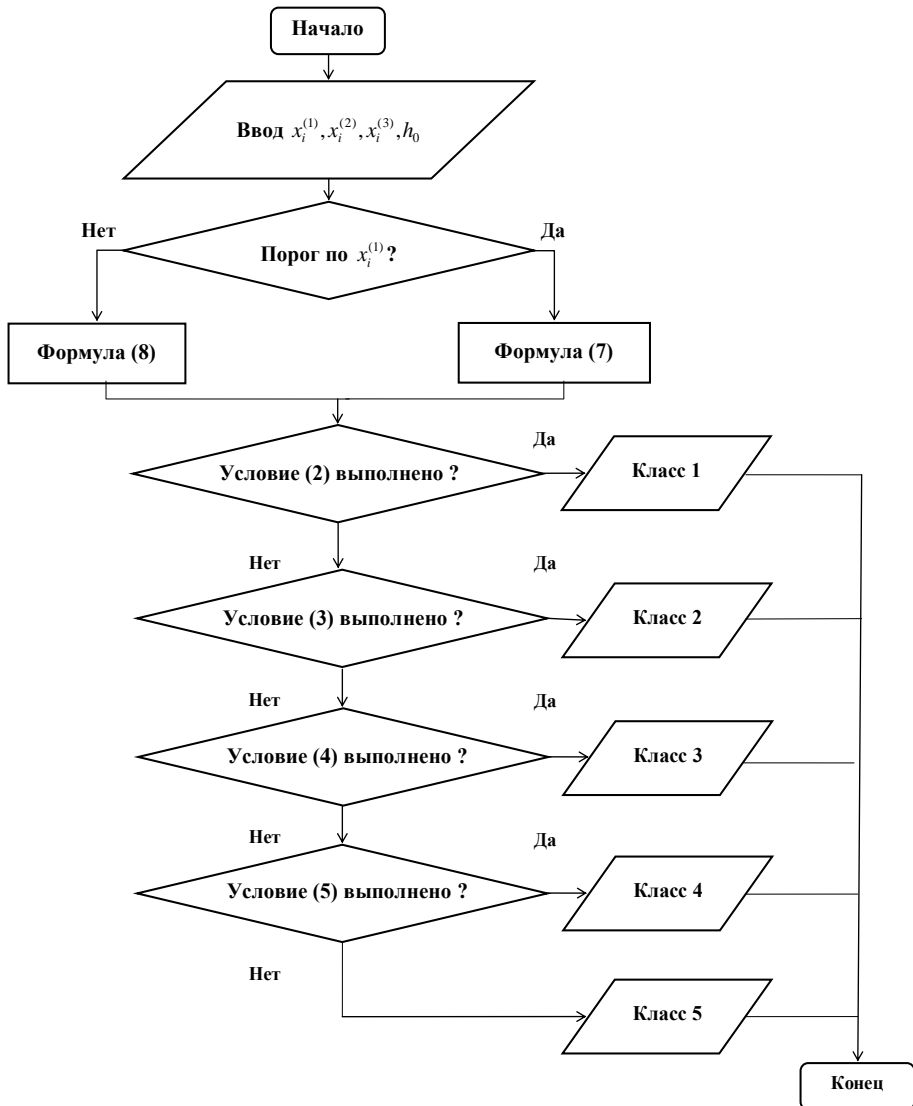 Начало
Ввод x_i^{(1)}, x_i^{(2)}, x_i^{(3)}, h_0
Нет
Да
Порог по x_i^{(1)} ?
Формула (8)
Формула (7)
Да
Условие (2) выполнено ?
Класс 1
Нет
Да
Условие (3) выполнено ?
Класс 2
Нет
Да
Условие (4) выполнено ?
Класс 3
Нет
Да
Условие (5) выполнено ?
Класс 4
Нет
Класс 5
Конец